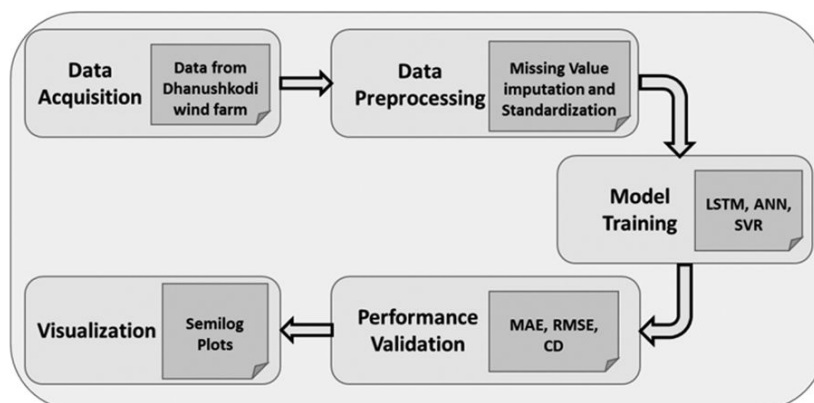 Data
Acquisition
Data from
Dhanushkodi
wind farm
Data
Preprocessing
Missing Value
imputation and
Standardization
Model
Training
LSTM, ANN,
SVR
Performance
Validation
MAE, RMSE,
CD
Visualization
Semilog
Plots